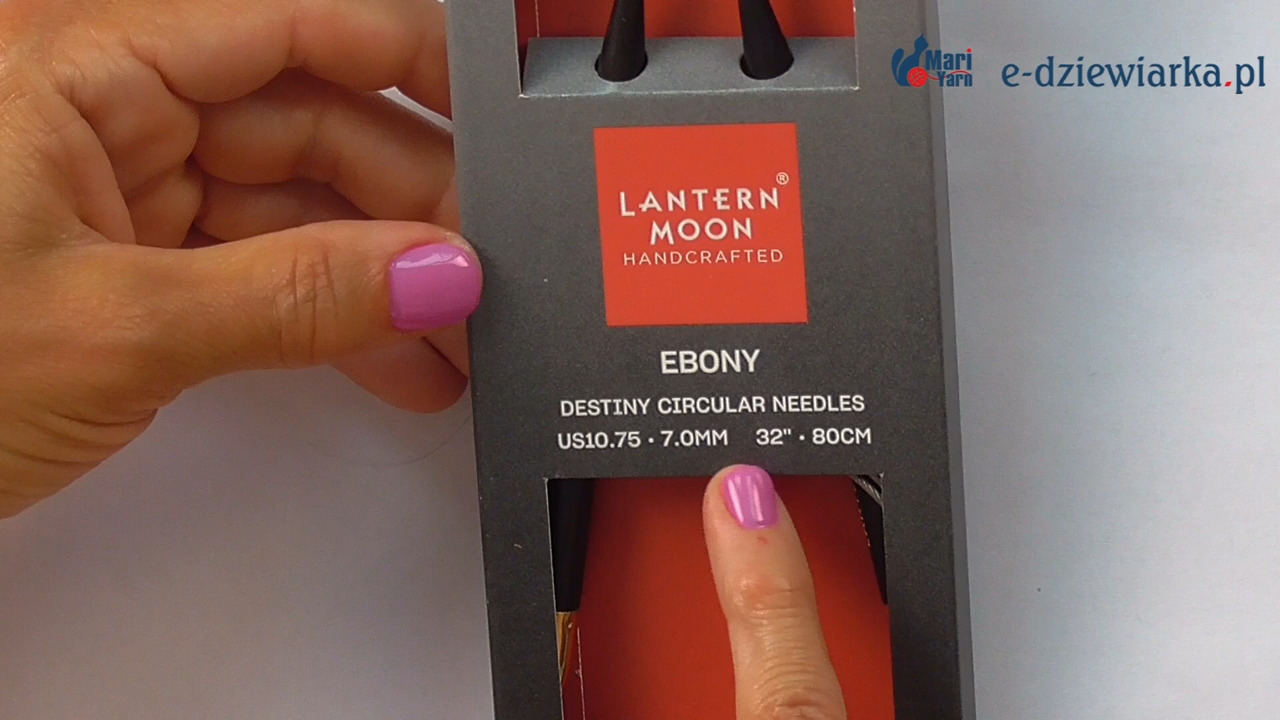 Mari
Yarn
e-dziewiarka.pl
LANTERN®
MOON
HANDCRAFTED
EBONY
DESTINY CIRCULAR NEEDLES
US10.75 · 7.0MM 32" · 80CM